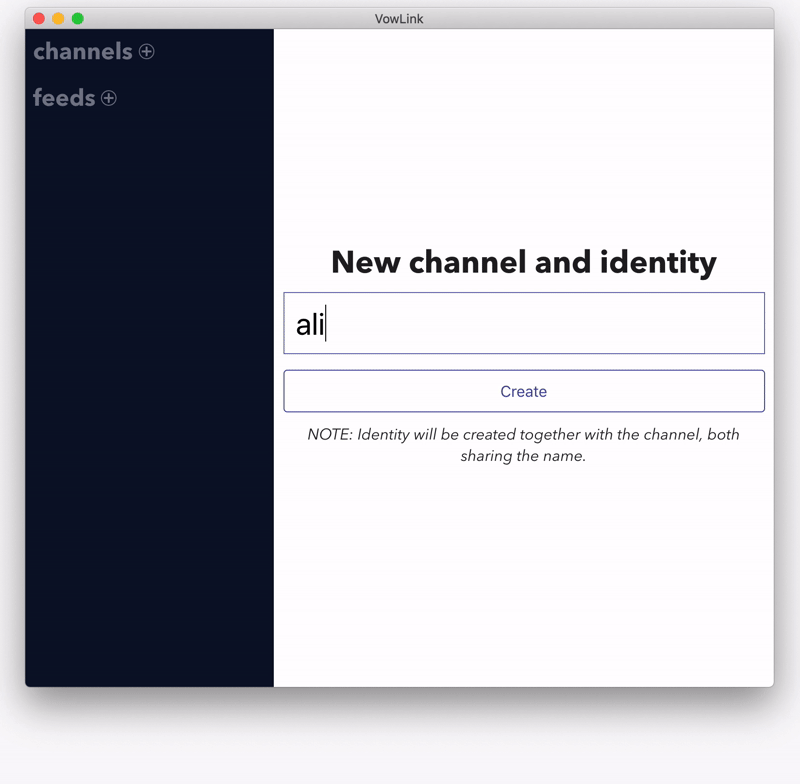 VowLink
channels
feeds
New channel and identity
ali
Create
NOTE: Identity will be created together with the channel, both
sharing the name.